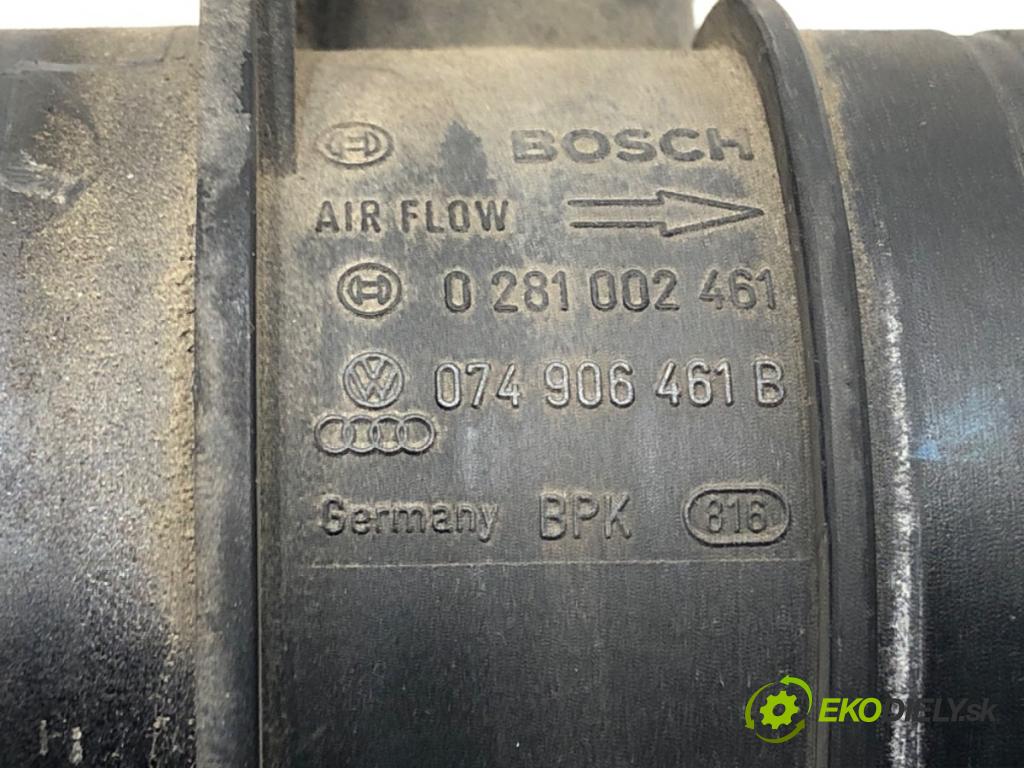 BOSCH
AIR FLOW
0 281 002 461
074 906 461 B
Germany BPK 816
EKODIELY.sk